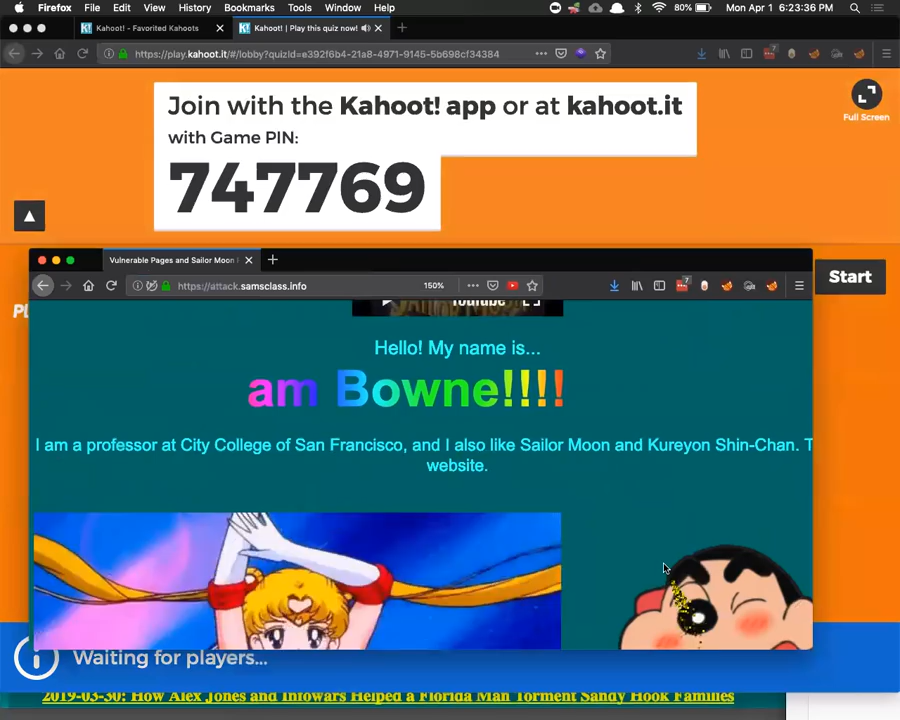 Firefox File Edit View History Bookmarks Tools Window Help 80% Mon Apr 1 6:23:36 PM
Kahoot! - Favorited Kahoots
Kahoot! | Play this quiz now!
https://play.kahoot.it/#/lobby?quizId=e392f6d1-21a8-4971-9145-5b698cf34384
Join with the Kahoot! app or at kahoot.it
with Game PIN:
747769
Full Screen
Start
Vulnerable Pages and Sailor Moon
https://attack.samsclass.info 150%
YouTube
Hello! My name is...
am Bowne!!!!
I am a professor at City College of San Francisco, and I also like Sailor Moon and Kureyon Shin-Chan. T
website.
Waiting for players...
2019-03-30: How Alex Jones and Infowars Helped a Florida Man Torment Sandy Hook Families